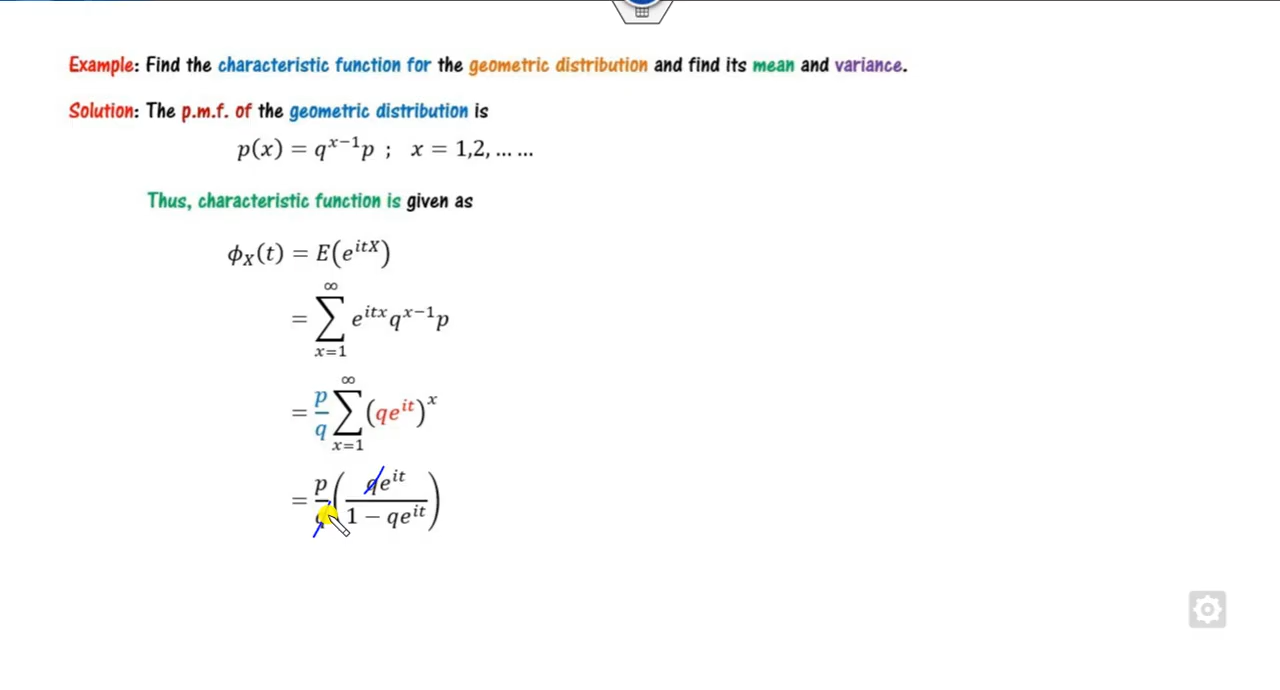 Example: Find the characteristic function for the geometric distribution and find its mean and variance.
Solution: The p.m.f. of the geometric distribution is
p(x) = q^{x−1}p ; x = 1,2, ... ...
Thus, characteristic function is given as
ϕ_X(t) = E(e^{itX})
= ∑_{x=1}^{∞} e^{itx} q^{x−1} p
= p/q ∑_{x=1}^{∞} (qe^{it})^x
= p/q (qe^{it} / 1 − qe^{it})